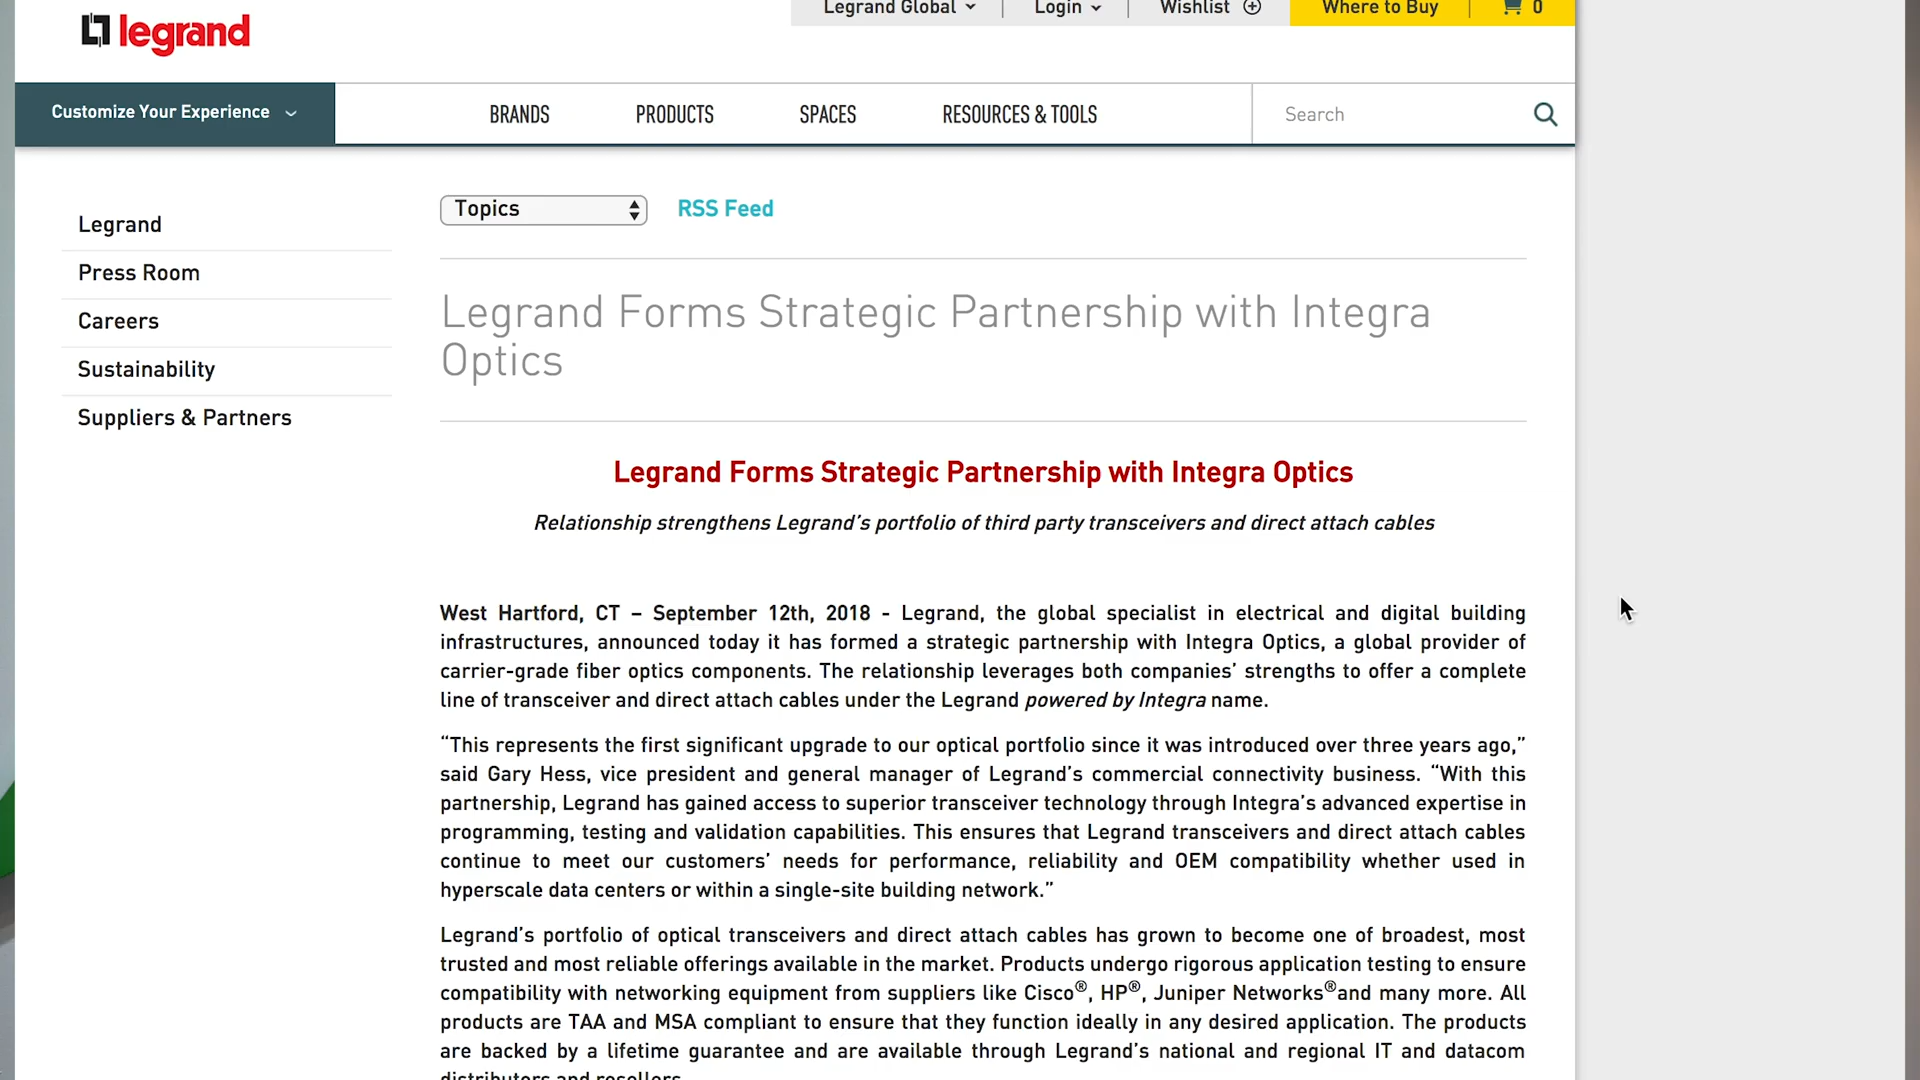 Legrand Global
Login
Wishlist
Where to Buy
0
legrand
Customize Your Experience
BRANDS
PRODUCTS
SPACES
RESOURCES & TOOLS
Search
Topics
RSS Feed
Legrand
Press Room
Careers
Sustainability
Suppliers & Partners
Legrand Forms Strategic Partnership with Integra
Optics
Legrand Forms Strategic Partnership with Integra Optics
Relationship strengthens Legrand’s portfolio of third party transceivers and direct attach cables
West Hartford, CT – September 12th, 2018 - Legrand, the global specialist in electrical and digital building
infrastructures, announced today it has formed a strategic partnership with Integra Optics, a global provider of
carrier-grade fiber optics components. The relationship leverages both companies’ strengths to offer a complete
line of transceiver and direct attach cables under the Legrand powered by Integra name.
“This represents the first significant upgrade to our optical portfolio since it was introduced over three years ago,”
said Gary Hess, vice president and general manager of Legrand’s commercial connectivity business. “With this
partnership, Legrand has gained access to superior transceiver technology through Integra’s advanced expertise in
programming, testing and validation capabilities. This ensures that Legrand transceivers and direct attach cables
continue to meet our customers’ needs for performance, reliability and OEM compatibility whether used in
hyperscale data centers or within a single-site building network.”
Legrand’s portfolio of optical transceivers and direct attach cables has grown to become one of broadest, most
trusted and most reliable offerings available in the market. Products undergo rigorous application testing to ensure
compatibility with networking equipment from suppliers like Cisco®, HP®, Juniper Networks®and many more. All
products are TAA and MSA compliant to ensure that they function ideally in any desired application. The products
are backed by a lifetime guarantee and are available through Legrand’s national and regional IT and datacom
distributors and resellers.